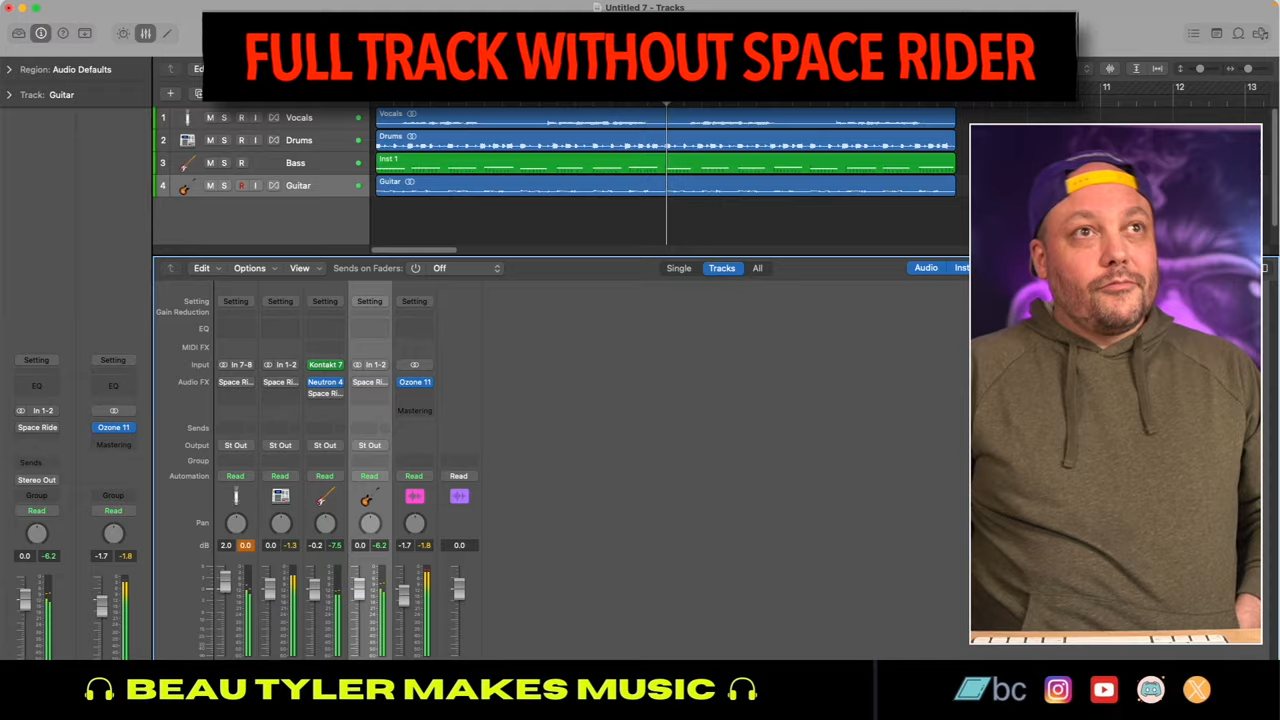 Untitled 7 - Tracks
FULL TRACK WITHOUT SPACE RIDER
Region: Audio Defaults
Track: Guitar
11
12
13
1 M S R I Vocals
2 M S R I Drums
3 M S R Bass
4 M S R I Guitar
Vocals
Drums
Inst 1
Guitar
Edit Options View Sends on Faders: Off Single Tracks All Audio Inst
Setting Setting Setting Setting Setting Setting
Gain Reduction
EQ
MIDI FX
Input In 7-8 In 1-2 Kontakt 7 In 1-2
Audio FX Space Ri... Space Ri... Neutron 4 Space Ri... Ozone 11
Space Ri...
Mastering
Sends
Output St Out St Out St Out St Out
Group
Automation Read Read Read Read Read Read
Pan
dB 2.0 0.0 0.0 -1.3 -0.2 -7.5 0.0 -6.2 -1.7 -1.8 0.0
Setting Setting
EQ EQ
In 1-2
Space Ride Ozone 11
Mastering
Sends
Stereo Out
Group Group
Read Read
0.0 -6.2 -1.7 -1.8
BEAU TYLER MAKES MUSIC
bc